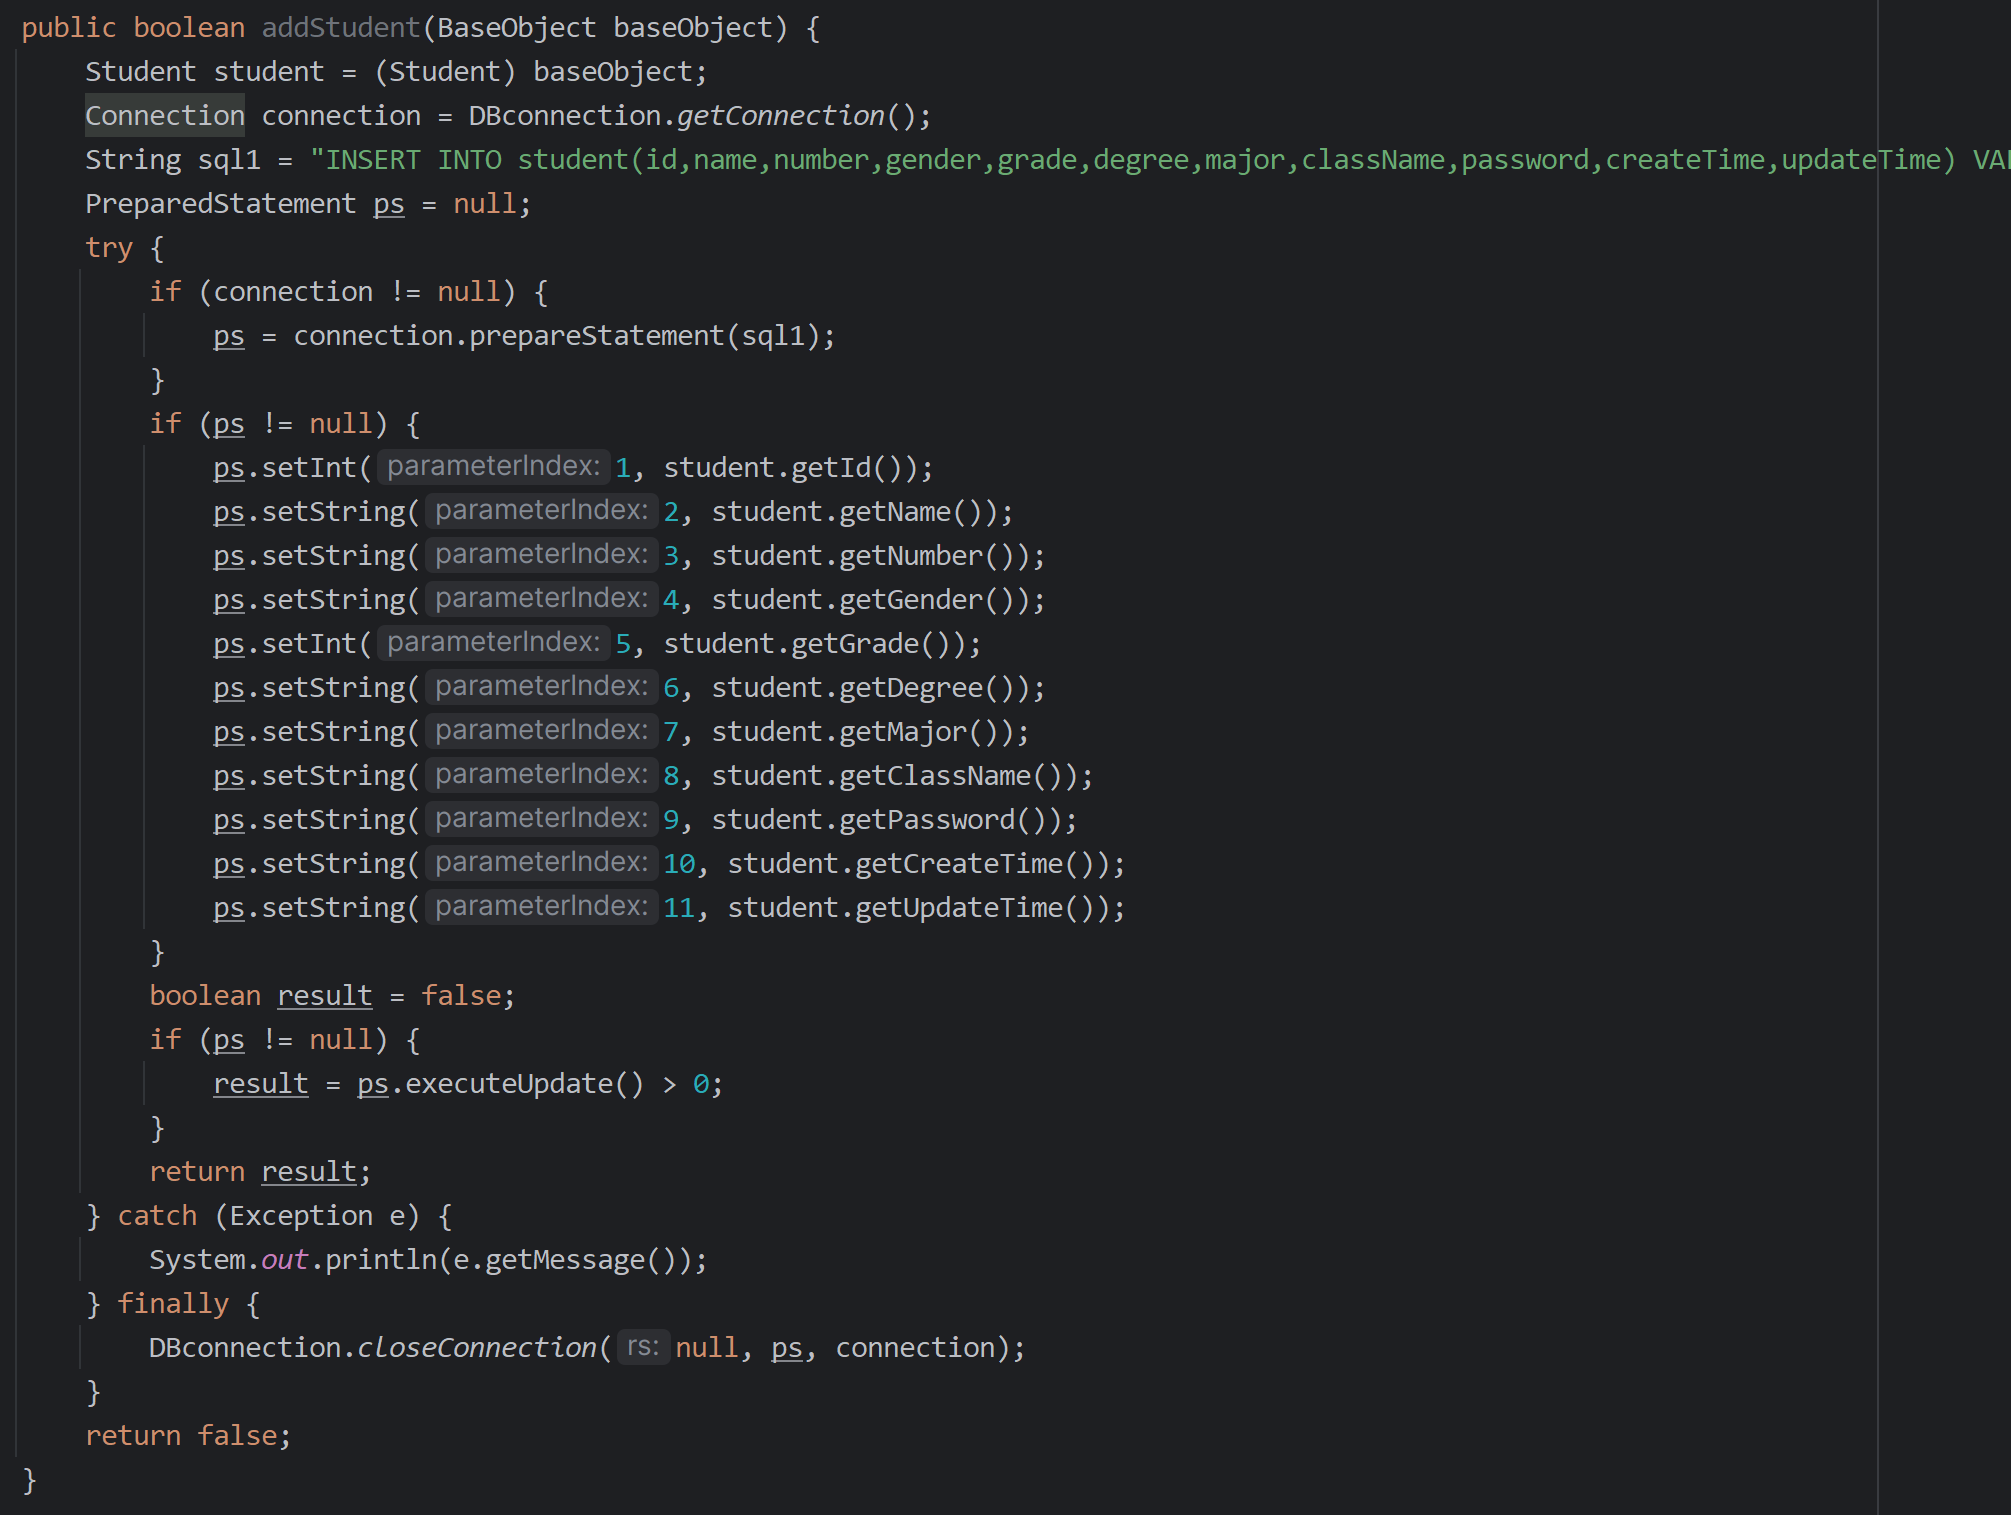 public boolean addStudent(BaseObject baseObject) {
    Student student = (Student) baseObject;
    Connection connection = DBconnection.getConnection();
    String sql1 = "INSERT INTO student(id,name,number,gender,grade,degree,major,className,password,createTime,updateTime)
    PreparedStatement ps = null;
    try {
        if (connection != null) {
            ps = connection.prepareStatement(sql1);
        }
        if (ps != null) {
            ps.setInt( parameterIndex: 1, student.getId());
            ps.setString( parameterIndex: 2, student.getName());
            ps.setString( parameterIndex: 3, student.getNumber());
            ps.setString( parameterIndex: 4, student.getGender());
            ps.setInt( parameterIndex: 5, student.getGrade());
            ps.setString( parameterIndex: 6, student.getDegree());
            ps.setString( parameterIndex: 7, student.getMajor());
            ps.setString( parameterIndex: 8, student.getClassName());
            ps.setString( parameterIndex: 9, student.getPassword());
            ps.setString( parameterIndex: 10, student.getCreateTime());
            ps.setString( parameterIndex: 11, student.getUpdateTime());
        }
        boolean result = false;
        if (ps != null) {
            result = ps.executeUpdate() > 0;
        }
        return result;
    } catch (Exception e) {
        System.out.println(e.getMessage());
    } finally {
        DBconnection.closeConnection( rs: null, ps, connection);
    }
    return false;
}